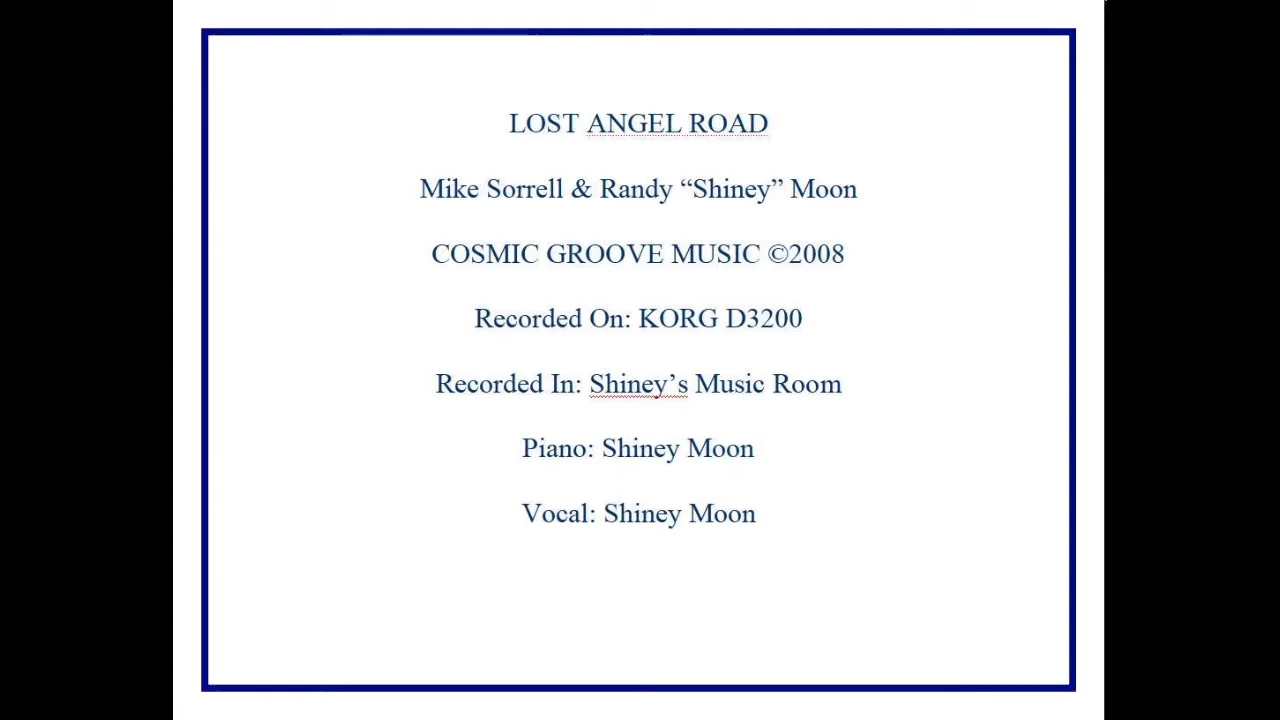 LOST ANGEL ROAD
Mike Sorrell & Randy “Shiney” Moon
COSMIC GROOVE MUSIC ©2008
Recorded On: KORG D3200
Recorded In: Shiney’s Music Room
Piano: Shiney Moon
Vocal: Shiney Moon